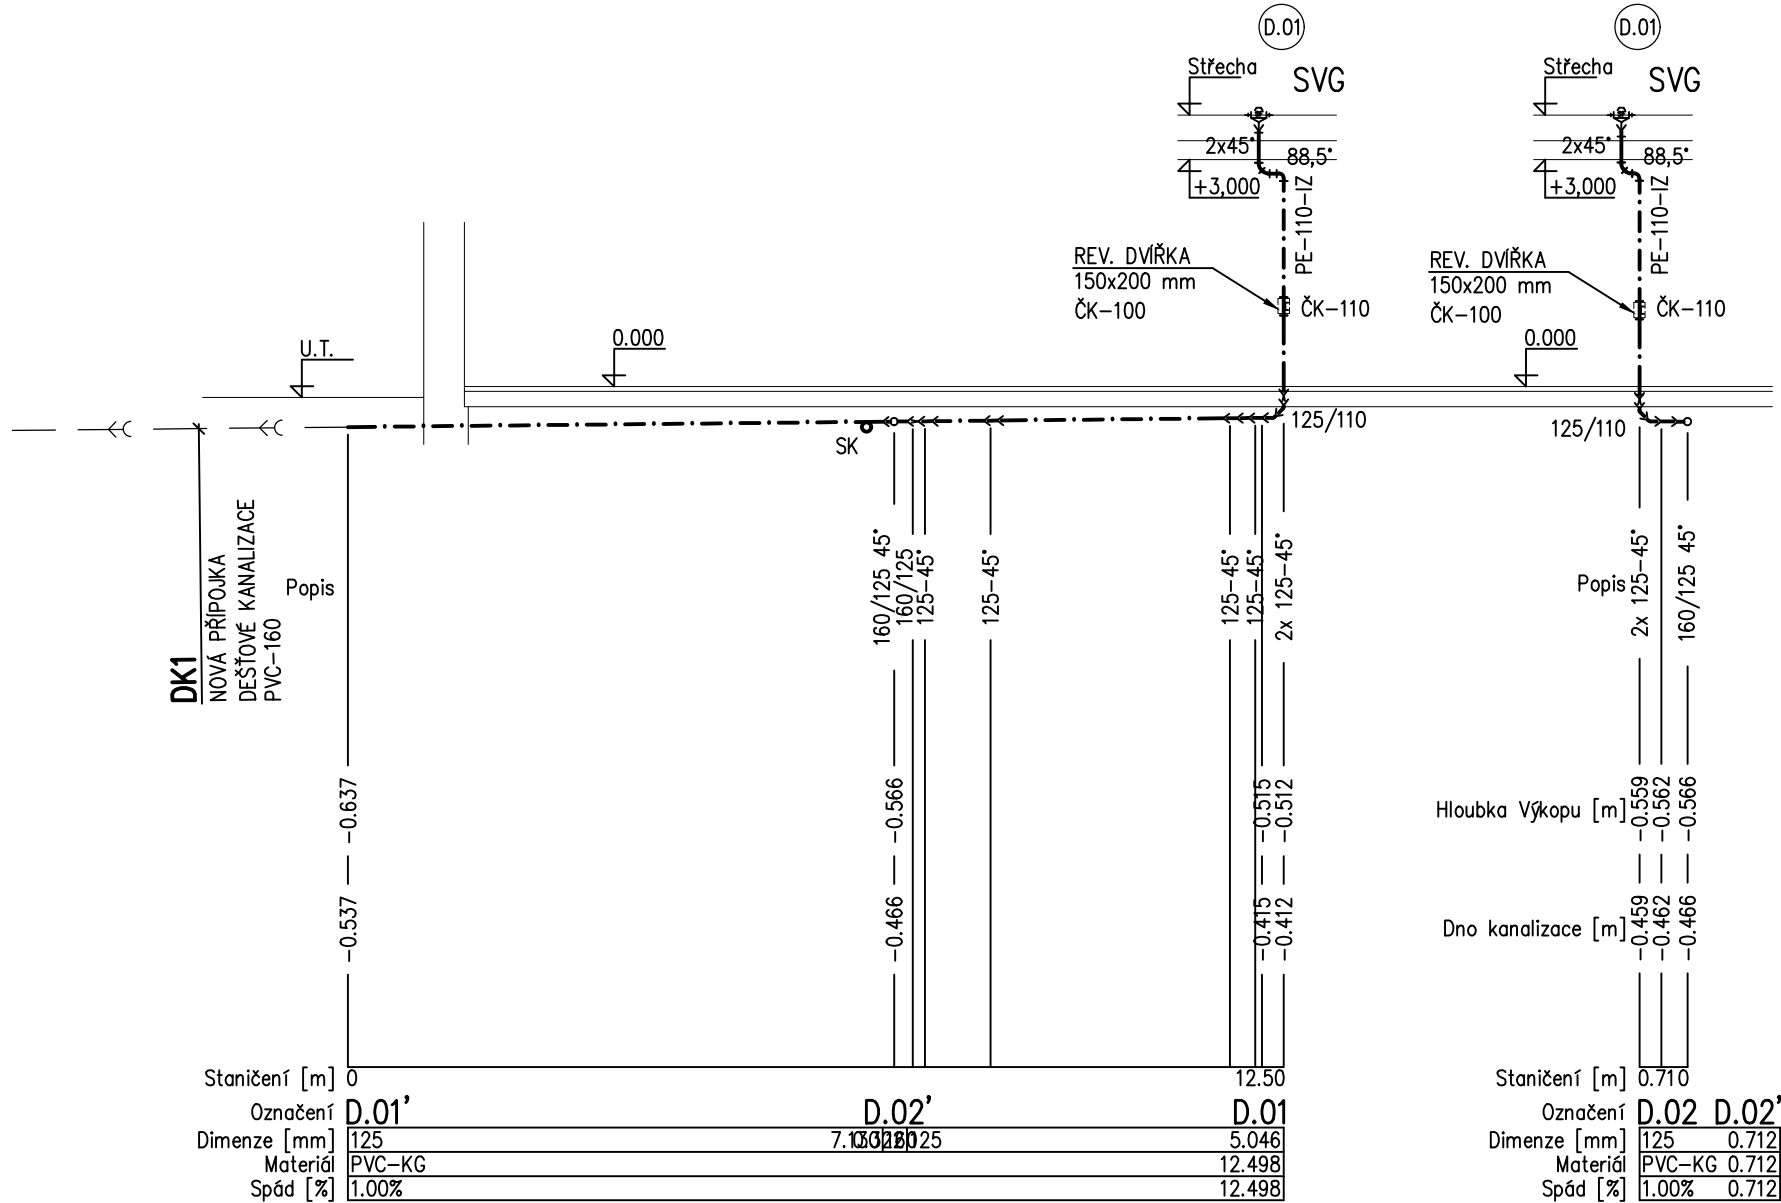 D.01
D.01
Střecha
SVG
Střecha
SVG
2x45°
88,5°
2x45°
88,5°
+3,000
+3,000
PE-110-IZ
PE-110-IZ
REV. DVÍŘKA
150x200 mm
ČK-100
ČK-110
REV. DVÍŘKA
150x200 mm
ČK-100
ČK-110
U.T.
0.000
0.000
SK
125/110
125/110
DK1
NOVÁ PŘÍPOJKA
DEŠŤOVÉ KANALIZACE
PVC-160
Popis
160/125 45°
160/125
125-45°
125-45°
125-45°
125-45°
2x 125-45°
Popis
2x 125-45°
160/125 45°
-0.637
-0.566
-0.515
-0.512
Hloubka Výkopu [m]
-0.559
-0.562
-0.566
-0.537
-0.466
-0.415
-0.412
Dno kanalizace [m]
-0.459
-0.462
-0.466
Staničení [m] 0 12.50
Staničení [m] 0.710
Označení D.01' D.02' D.01
Označení D.02 D.02'
Dimenze [mm] 125 125 5.046
Dimenze [mm] 125 0.712
Materiál PVC-KG 12.498
Materiál PVC-KG 0.712
Spád [%] 1.00% 12.498
Spád [%] 1.00% 0.712